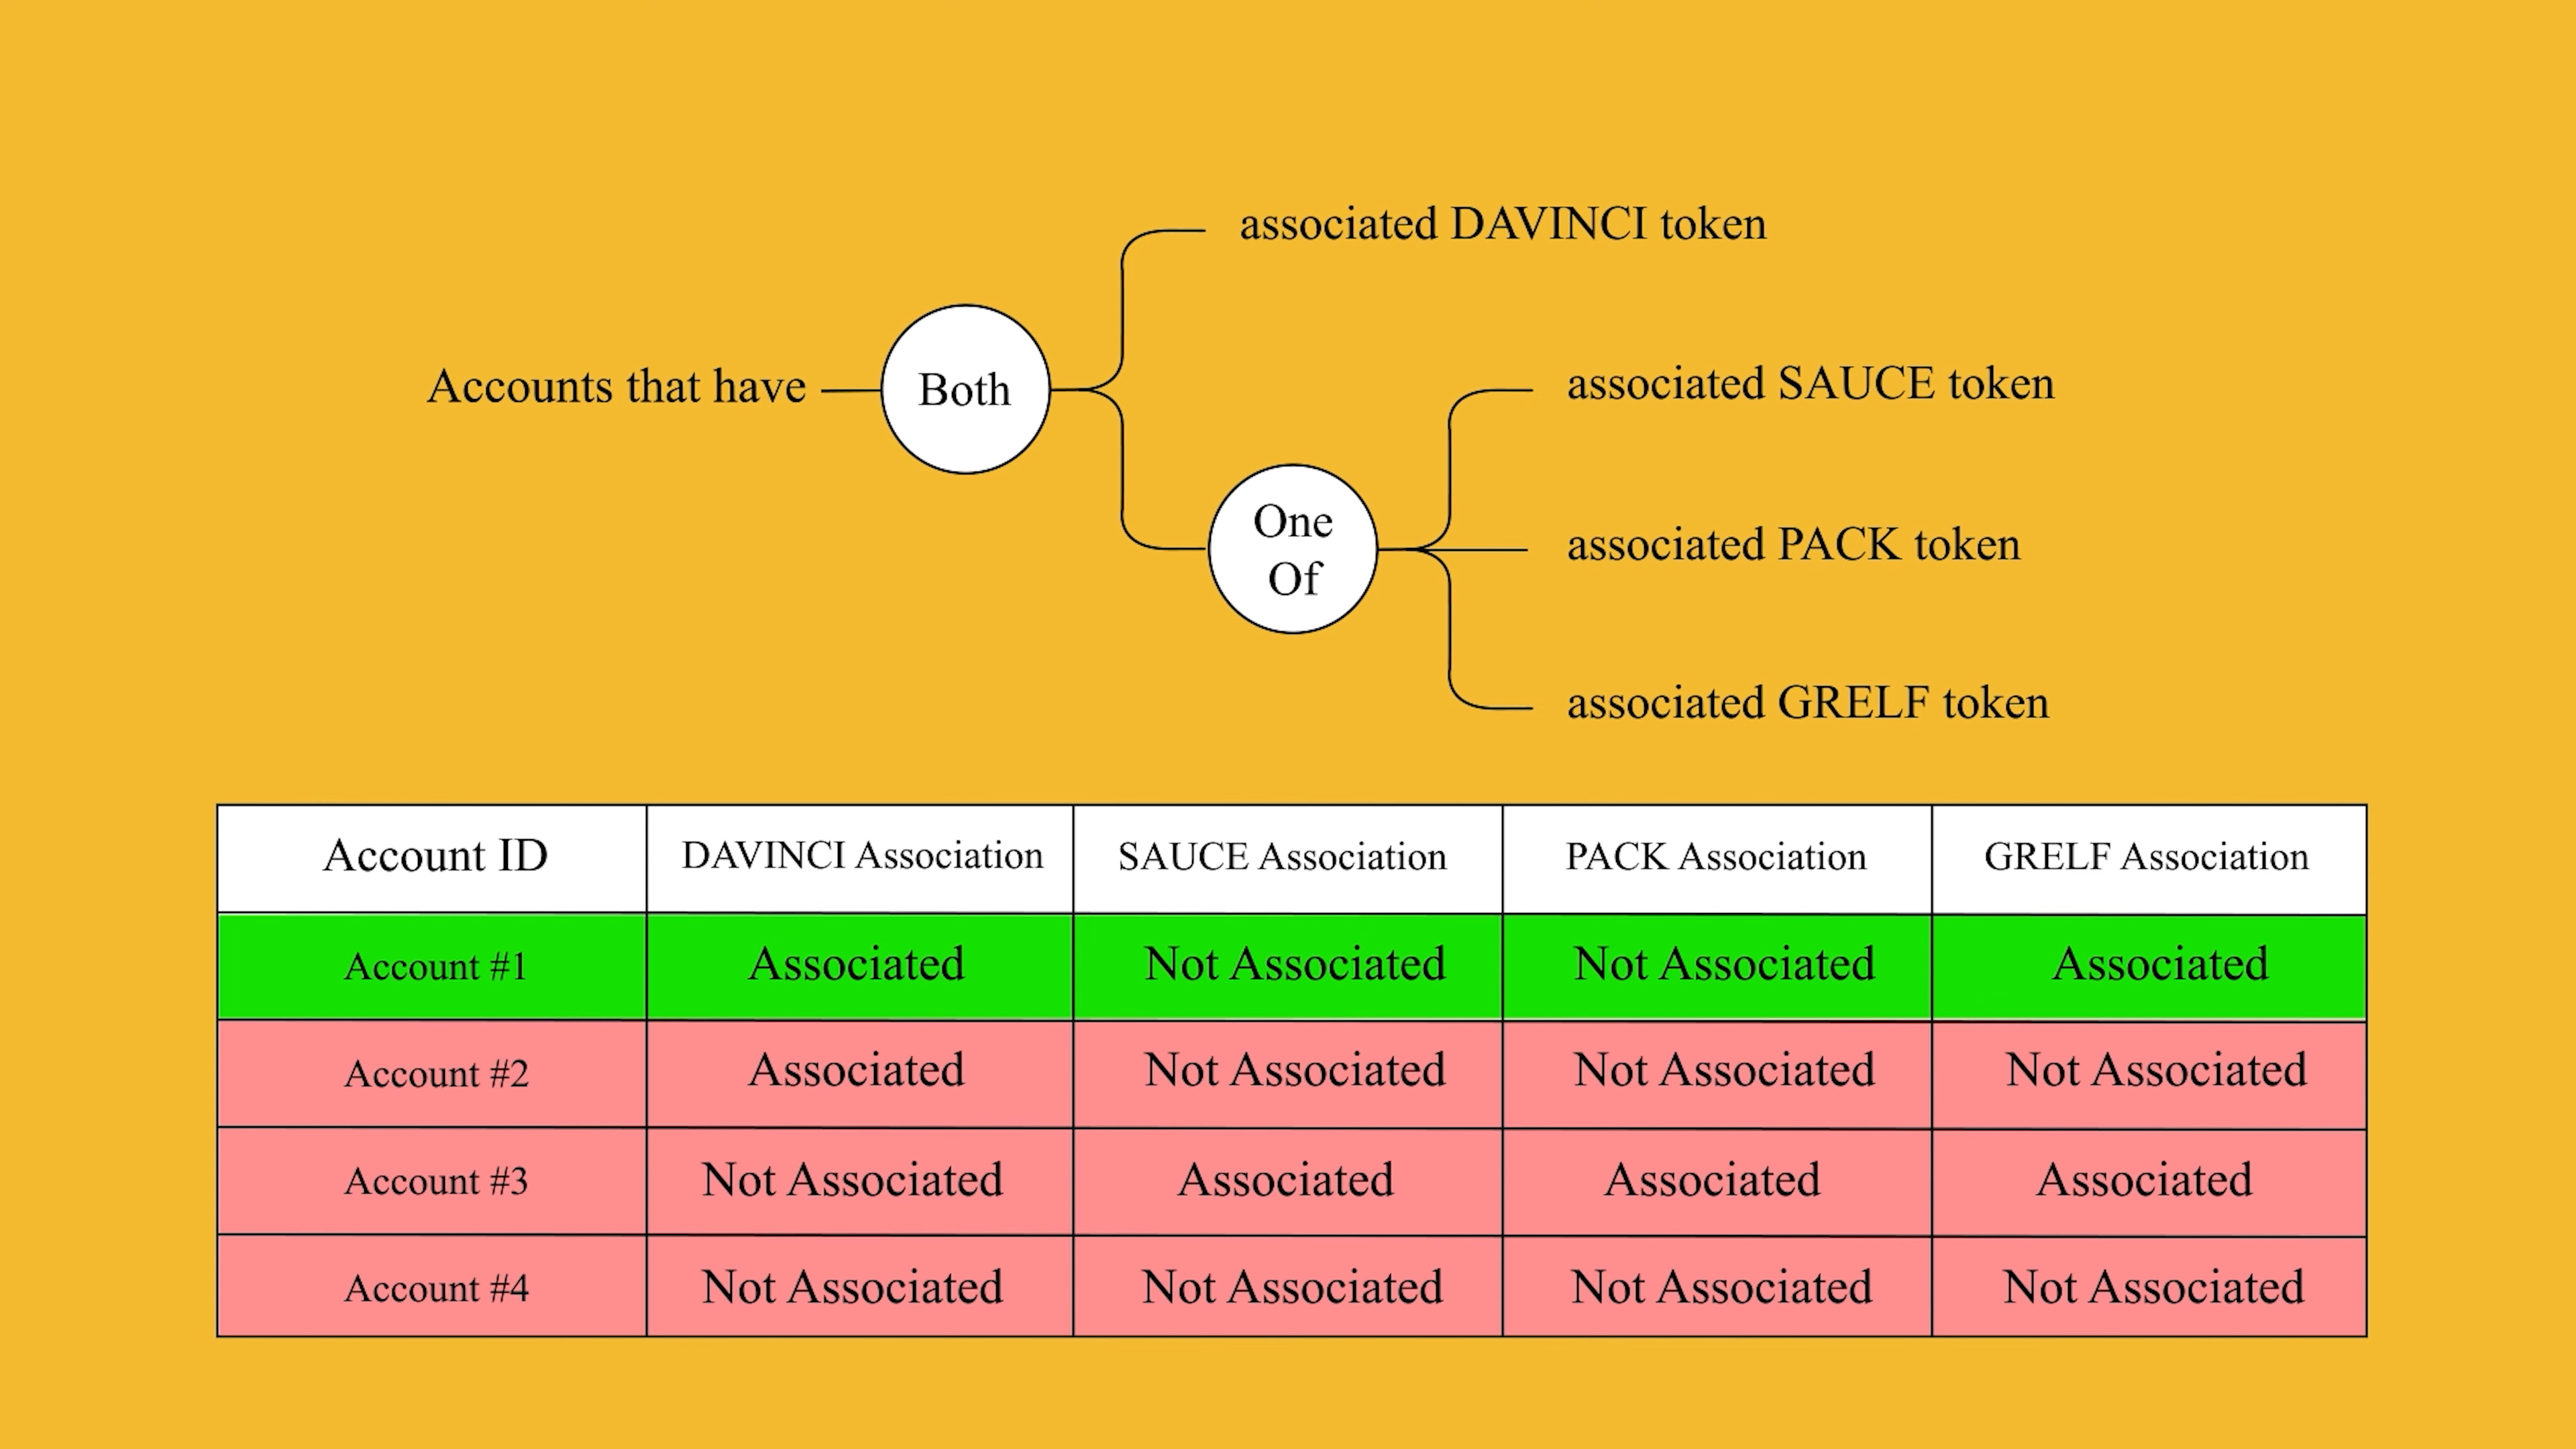 associated DAVINCI token
Accounts that have
Both
associated SAUCE token
One
Of
associated PACK token
associated GRELF token
Account ID DAVINCI Association SAUCE Association PACK Association GRELF Association
Account #1 Associated Not Associated Not Associated Associated
Account #2 Associated Not Associated Not Associated Not Associated
Account #3 Not Associated Associated Associated Associated
Account #4 Not Associated Not Associated Not Associated Not Associated